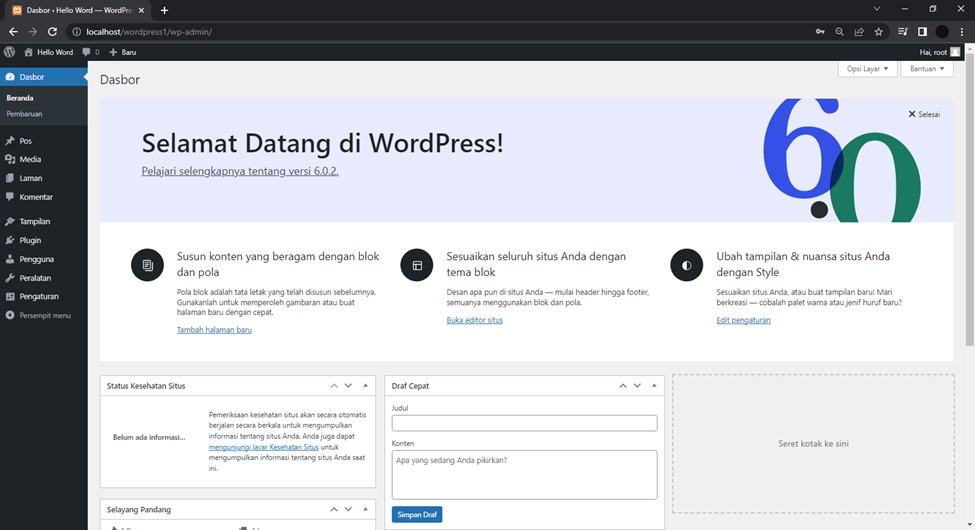 Dasbor ‹ Hello Word — WordPre
localhost/wordpress1/wp-admin/
Hello Word
0
Baru
Hai, root
Dasbor
Beranda
Pembaruan
Pos
Media
Laman
Komentar
Tampilan
Plugin
Pengguna
Peralatan
Pengaturan
Persempit menu
Dasbor
Opsi Layar
Bantuan
Selamat Datang di WordPress!
Pelajari selengkapnya tentang versi 6.0.2.
Selesai
6.0
Susun konten yang beragam dengan blok
dan pola
Pola blok adalah tata letak yang telah disusun sebelumnya.
Gunakanlah untuk memperoleh gambaran atau buat
halaman baru dengan cepat.
Tambah halaman baru
Sesuaikan seluruh situs Anda dengan
tema blok
Desan apa pun di situs Anda — mulai header hingga footer,
semuanya menggunakan blok dan pola.
Buka editor situs
Ubah tampilan & nuansa situs Anda
dengan Style
Sesuaikan situs Anda, atau buat tampilan baru! Mari
berkreasi — cobalah palet warna atau jenif huruf baru?
Edit pengaturan
Status Kesehatan Situs
Belum ada informasi...
Pemeriksaan kesehatan situs akan secara otomatis
berjalan secara berkala untuk mengumpulkan
informasi tentang situs Anda. Anda juga dapat
mengunjungi layar Kesehatan Situs untuk
mengumpulkan informasi tentang situs Anda saat
ini.
Selayang Pandang
Draf Cepat
Judul
Konten
Apa yang sedang Anda pikirkan?
Simpan Draf
Seret kotak ke sini